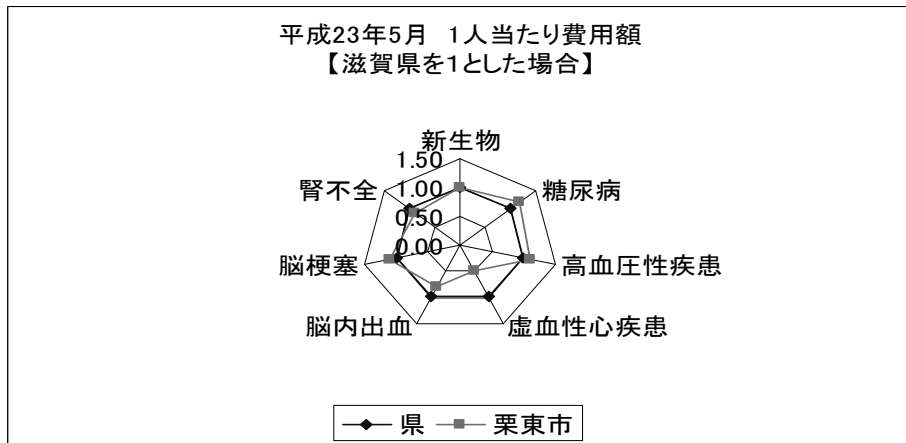 平成23年5月 1人当たり費用額
【滋賀県を1とした場合】
新生物
糖尿病
高血圧性疾患
虚血性心疾患
脳内出血
脳梗塞
腎不全
1.50
1.00
0.50
0.00
県
栗東市